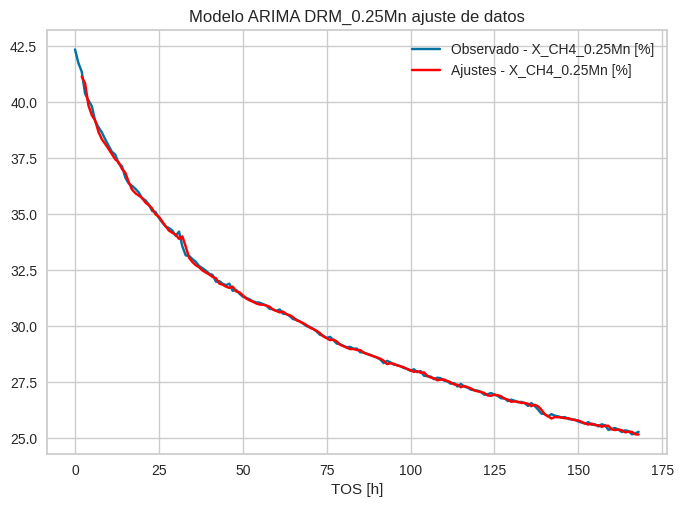 Modelo ARIMA DRM_0.25Mn ajuste de datos
Observado - X_CH4_0.25Mn [%]
Ajustes - X_CH4_0.25Mn [%]
42.5
40.0
37.5
35.0
32.5
30.0
27.5
25.0
0 25 50 75 100 125 150 175
TOS [h]